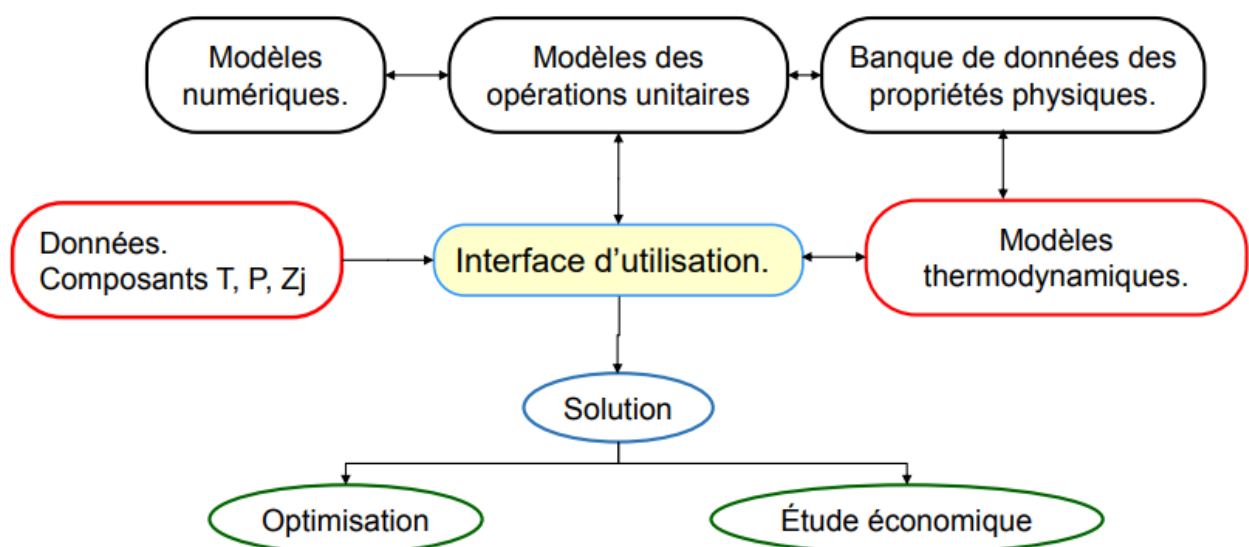 Modèles
numériques.
Modèles des
opérations unitaires
Banque de données des
propriétés physiques.
Données.
Composants T, P, Zj
Interface d'utilisation.
Modèles
thermodynamiques.
Solution
Optimisation
Étude économique